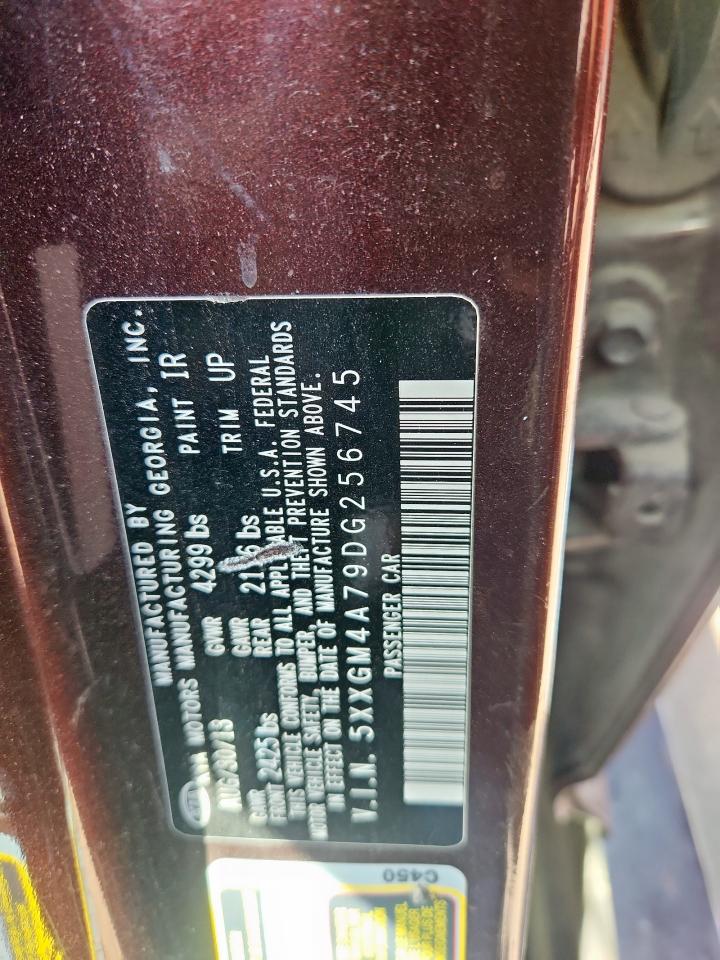 MANUFACTURED BY
KIA MOTORS MANUFACTURING GEORGIA, INC.
AUG/30/13 GVWR 4299 lbs PAINT IR
GAWR FRONT 2425 lbs GAWR REAR lbs TRIM UP
THIS VEHICLE CONFORMS TO ALL APPLICABLE U.S.A. FEDERAL
MOTOR VEHICLE SAFETY, BUMPER, AND THEFT PREVENTION STANDARDS
IN EFFECT ON THE DATE OF MANUFACTURE SHOWN ABOVE.
V.I.N. 5XXGM4A79DG256745
PASSENGER CAR
C450